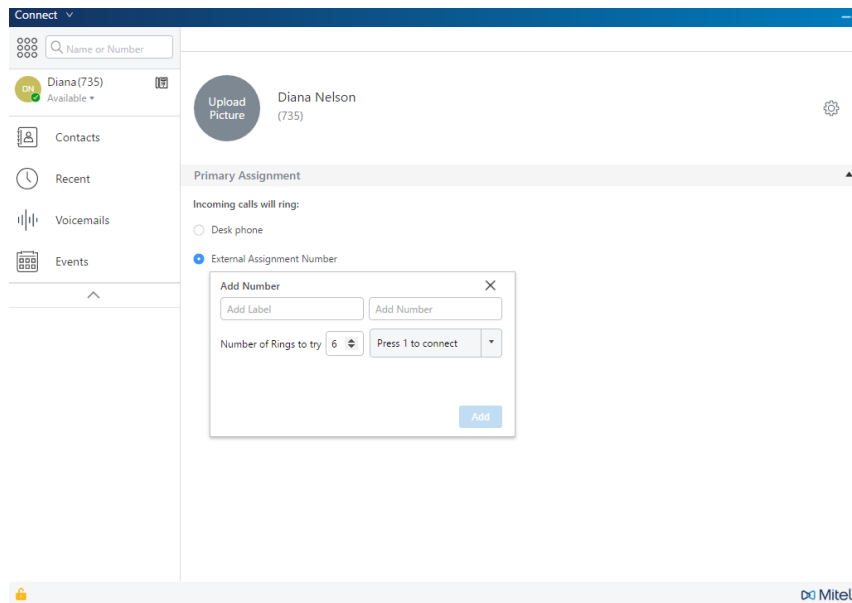 Connect
Name or Number
DN
Diana(735)
Available
Contacts
Recent
Voicemails
Events
Upload
Picture
Diana Nelson
(735)
Primary Assignment
Incoming calls will ring:
Desk phone
External Assignment Number
Add Number
Add Label
Add Number
Number of Rings to try 6 Press 1 to connect
Add
Mitel